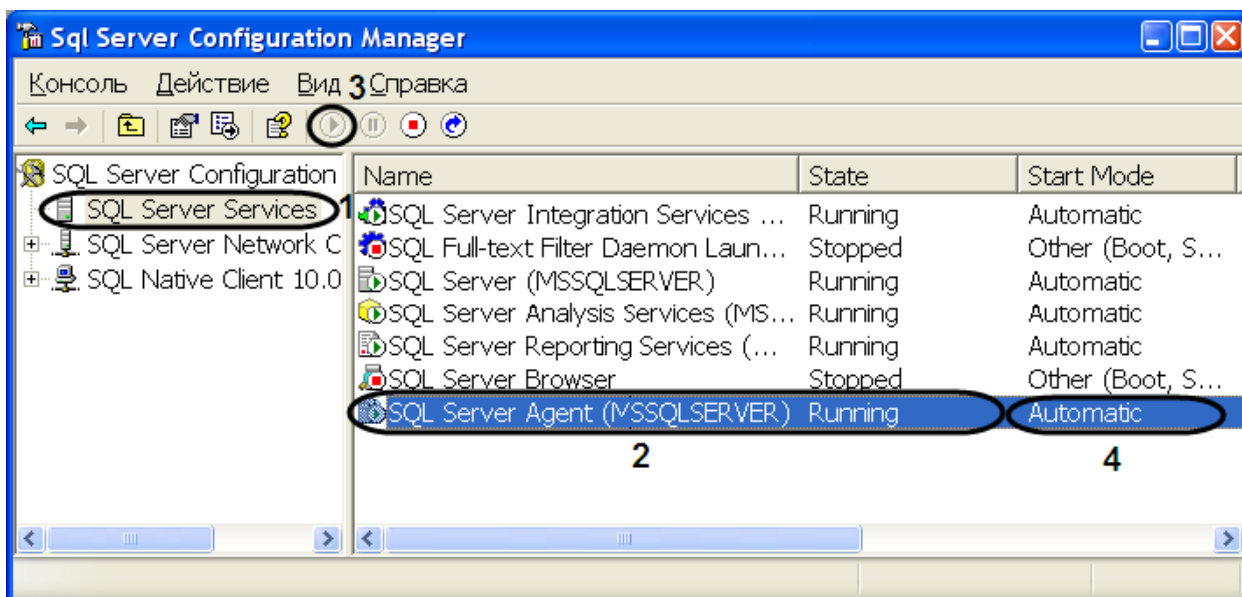 Sql Server Configuration Manager
Консоль Действие Вид 3 Справка
SQL Server Configuration Name State Start Mode
SQL Server Services 1 SQL Server Integration Services ... Running Automatic
SQL Server Network C SQL Full-text Filter Daemon Laun... Stopped Other (Boot, S...
SQL Native Client 10.0 SQL Server (MSSQLSERVER) Running Automatic
SQL Server Analysis Services (MS... Running Automatic
SQL Server Reporting Services (... Running Automatic
SQL Server Browser Stopped Other (Boot, S...
SQL Server Agent (MSSQLSERVER) Running Automatic
2 4